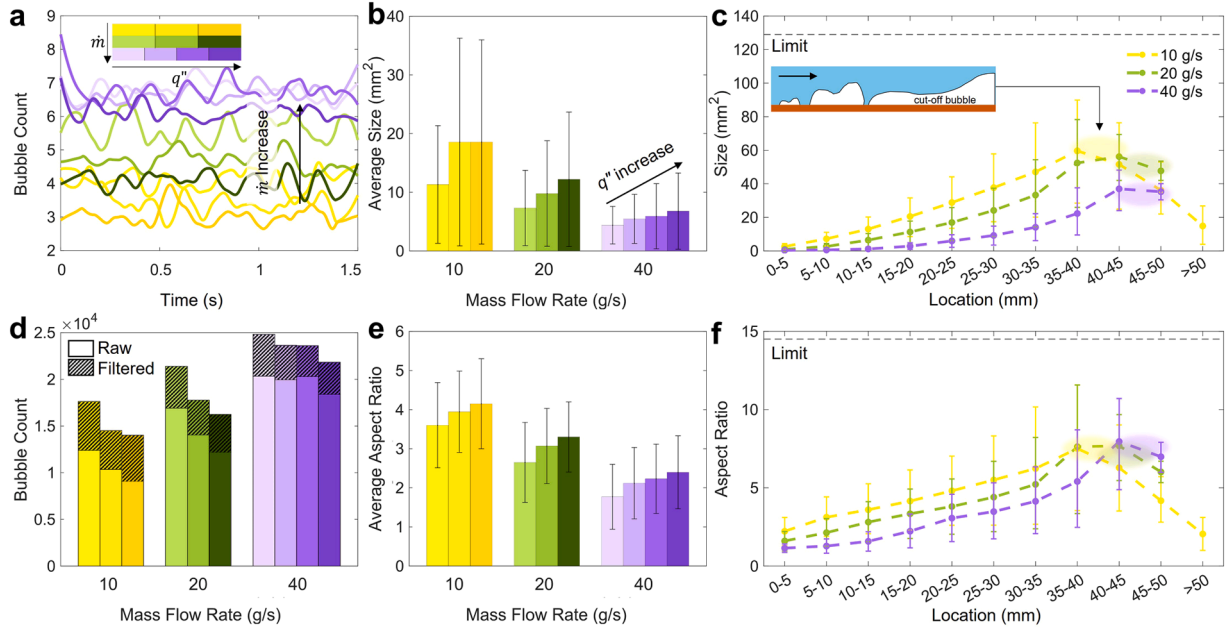 a
9
8
7
6
5
4
3
2
Bubble Count
ṁ
q"
ṁ Increase
0
0.5
1
1.5
Time (s)
b
40
30
20
10
0
Average Size (mm²)
q" increase
10
20
40
Mass Flow Rate (g/s)
c
140
120
100
80
60
40
20
0
Size (mm²)
Limit
10 g/s
20 g/s
40 g/s
cut-off bubble
0-5
5-10
10-15
15-20
20-25
25-30
30-35
35-40
40-45
45-50
>50
Location (mm)
d
×10⁴
2.5
2.0
1.5
1.0
0.5
0
Bubble Count
Raw
Filtered
10
20
40
Mass Flow Rate (g/s)
e
6
5
4
3
2
1
0
Average Aspect Ratio
10
20
40
Mass Flow Rate (g/s)
f
15
10
5
0
Aspect Ratio
Limit
0-5
5-10
10-15
15-20
20-25
25-30
30-35
35-40
40-45
45-50
>50
Location (mm)